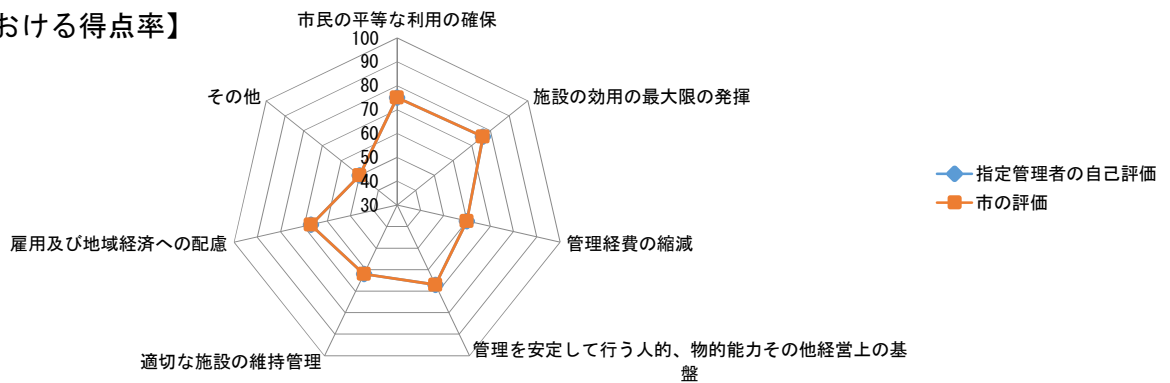 おける得点率】
市民の平等な利用の確保
100
90
80
70
60
50
40
30
施設の効用の最大限の発揮
管理経費の縮減
管理を安定して行う人的、物的能力その他経営上の基
盤
適切な施設の維持管理
雇用及び地域経済への配慮
その他
指定管理者の自己評価
市の評価